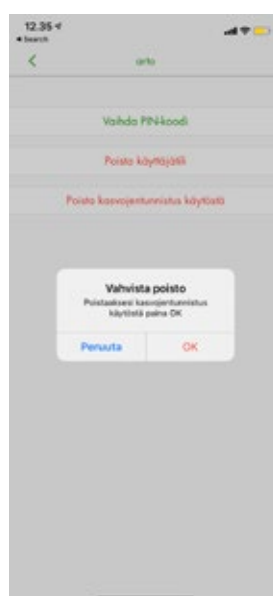 12.35
◀ Search
arto
Vaihda PIN-koodi
Poista käyttäjätili
Poista kasvojentunnistus käytöstä
Vahvista poisto
Poistaaksesi kasvojentunnistus
käytöstä paina OK
Peruuta
OK